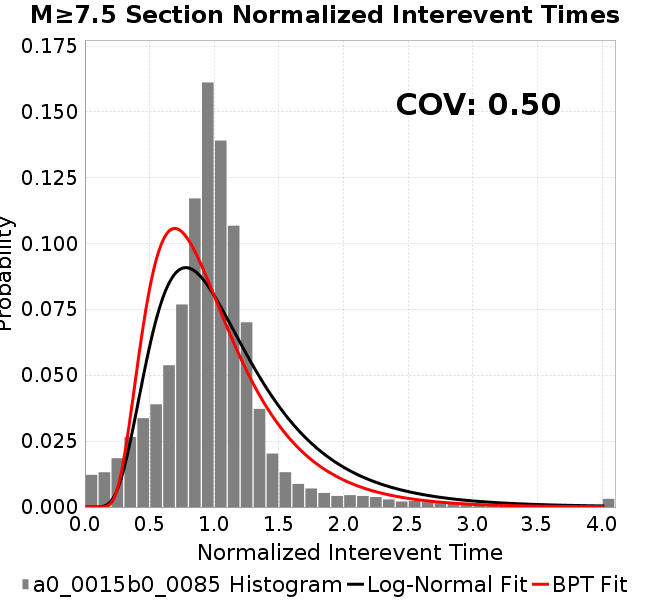 M≥7.5 Section Normalized Interevent Times
COV: 0.50
0.175
0.150
0.125
0.100
0.075
0.050
0.025
0.000
Probability
0.0 0.5 1.0 1.5 2.0 2.5 3.0 3.5 4.0
Normalized Interevent Time
a0_0015b0_0085 Histogram Log-Normal Fit BPT Fit